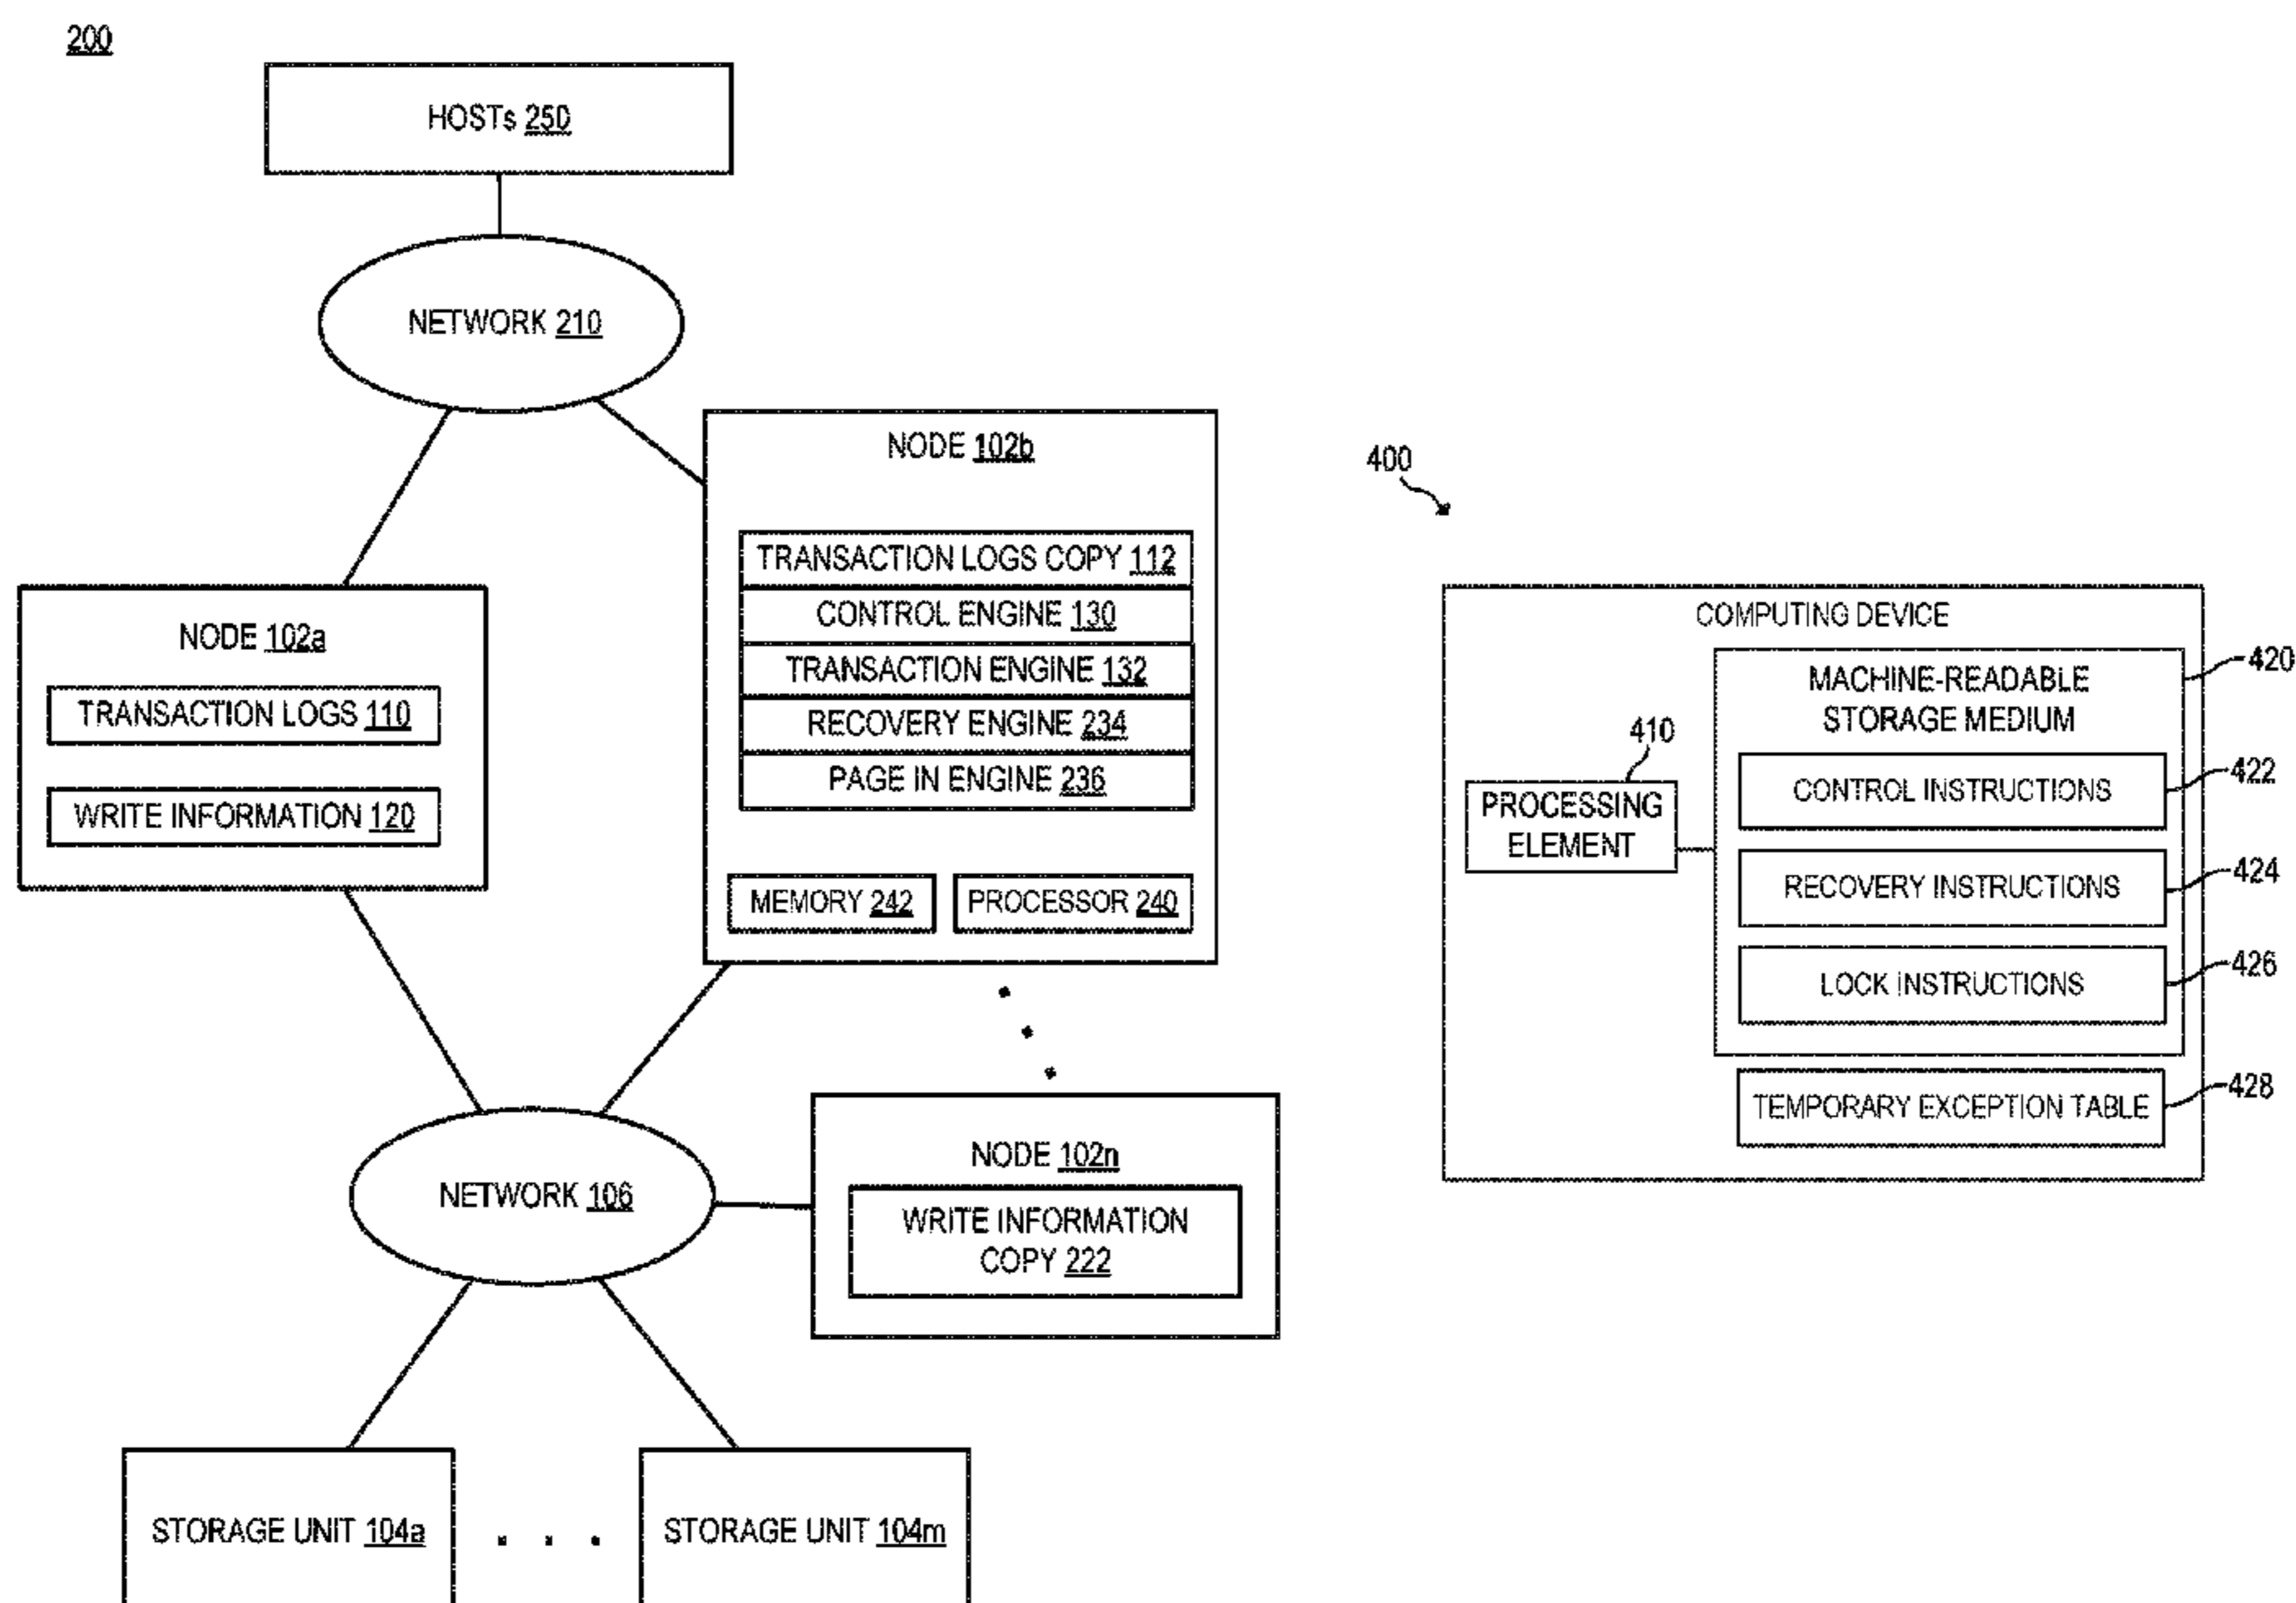 200
HOSTs 250
NETWORK 210
NODE 102b
TRANSACTION LOGS COPY 112
CONTROL ENGINE 130
TRANSACTION ENGINE 132
RECOVERY ENGINE 234
PAGE IN ENGINE 236
MEMORY 242
PROCESSOR 240
NODE 102a
TRANSACTION LOGS 110
WRITE INFORMATION 120
NETWORK 106
NODE 102n
WRITE INFORMATION
COPY 222
STORAGE UNIT 104a
. . .
STORAGE UNIT 104m
400
COMPUTING DEVICE
410
PROCESSING
ELEMENT
MACHINE-READABLE
STORAGE MEDIUM
420
CONTROL INSTRUCTIONS
422
RECOVERY INSTRUCTIONS
424
LOCK INSTRUCTIONS
426
TEMPORARY EXCEPTION TABLE
428